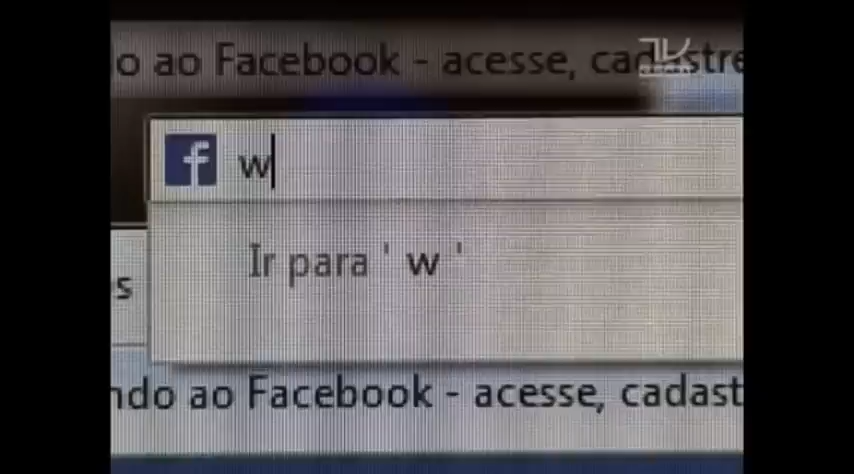 o ao Facebook - acesse, cadastre
f w
Ir para ' w '
s
ndo ao Facebook - acesse, cadast